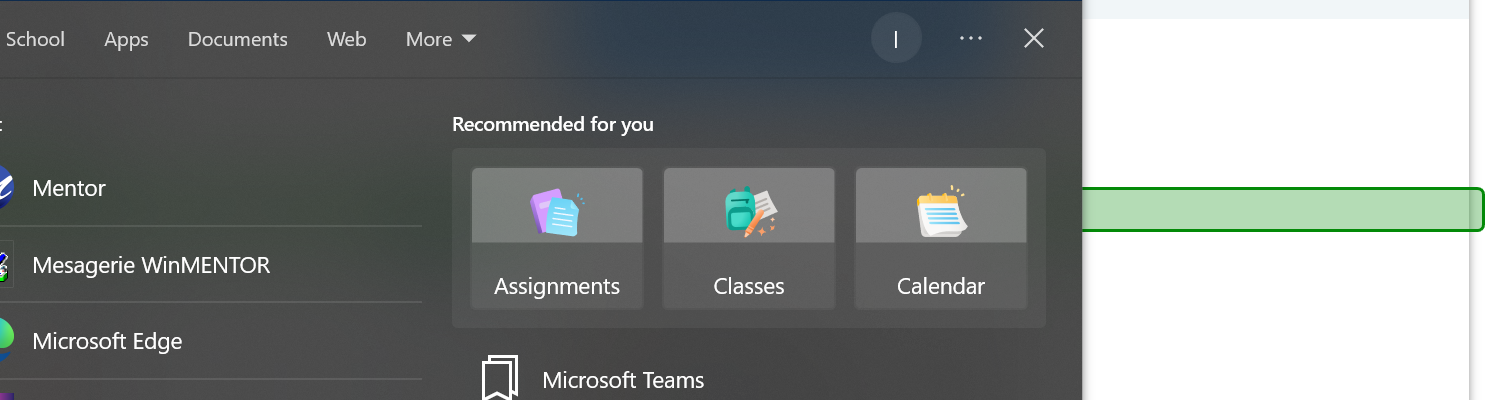 School Apps Documents Web More
I
Recommended for you
Mentor
Mesagerie WinMENTOR
Microsoft Edge
Assignments Classes Calendar
Microsoft Teams